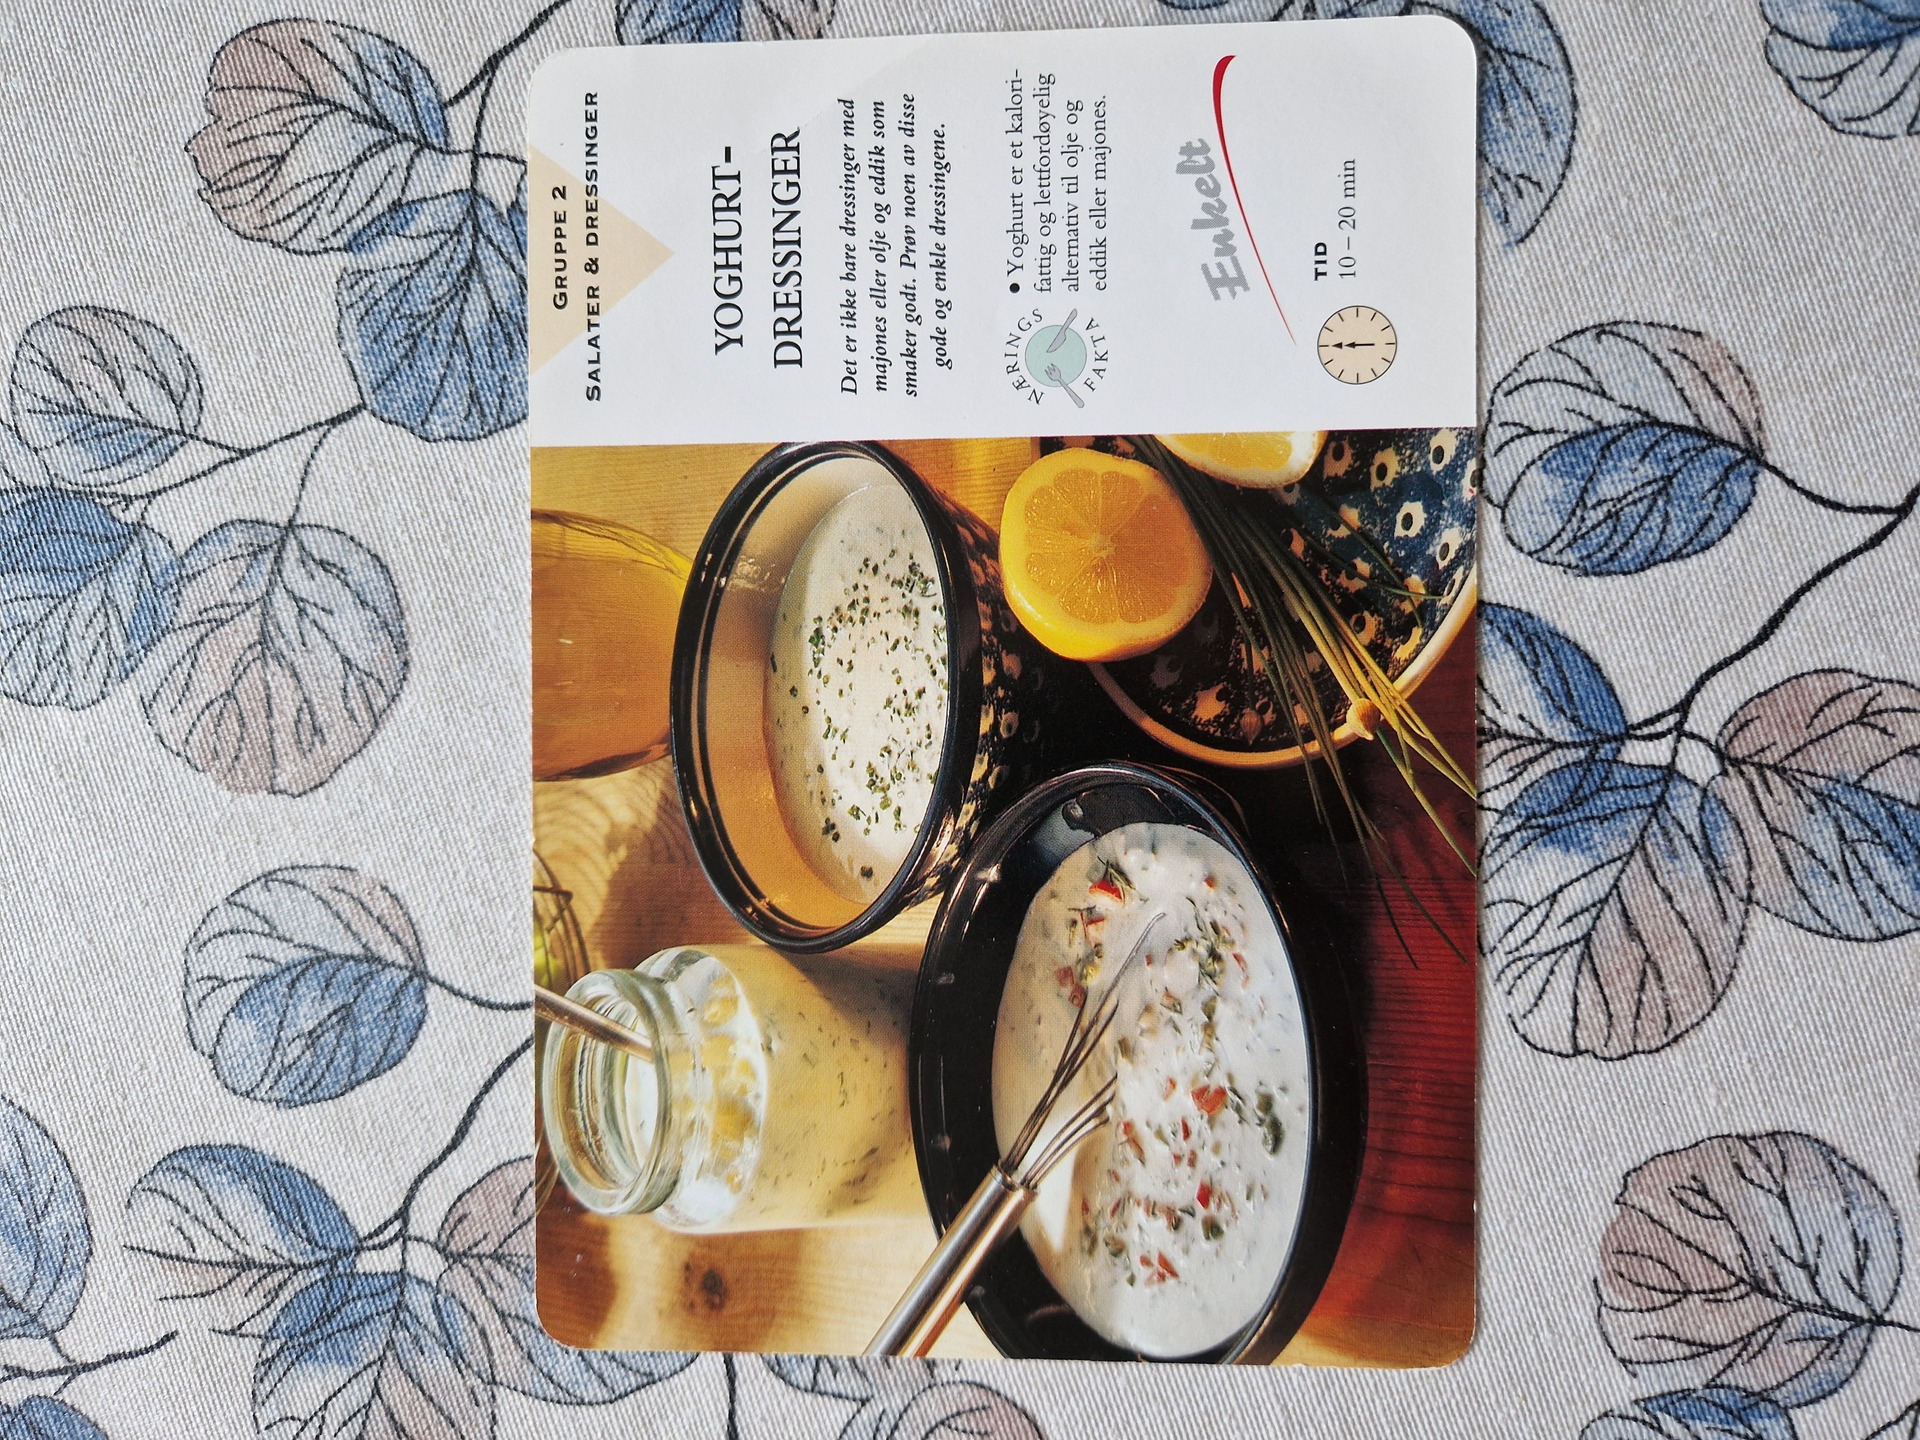 GRUPPE 2
SALATER & DRESSINGER
YOGHURT-
DRESSINGER
Det er ikke bare dressinger med
majones eller olje og eddik som
smaker godt. Prøv noen av disse
gode og enkle dressingene.
NÆRINGS
FAKTA
• Yoghurt er et kalori-
fattig og lettfordøyelig
alternativ til olje og
eddik eller majones.
Enkelt
TID
10 – 20 min